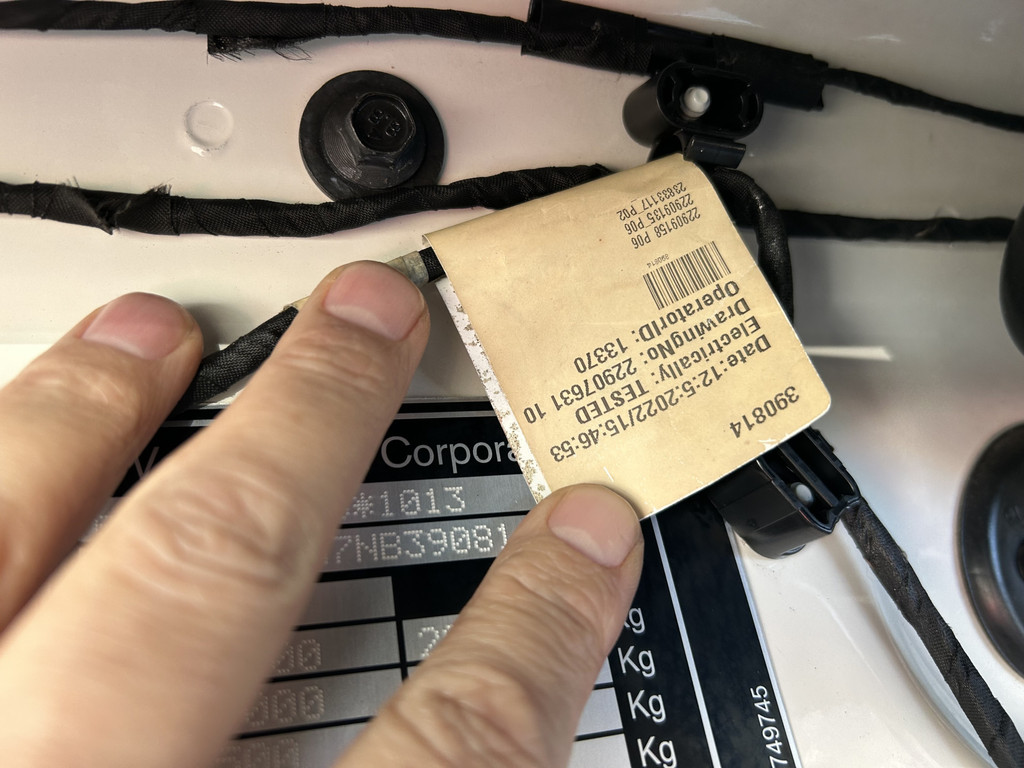 390814
Date:12:5:2022/15:46:53
Electrically: TESTED
DrawingNo: 22907631 10
OperatorID: 13370
390814
22909158 P06
22909135 P06
23833117 P02
*1013
7NB39081
Kg
Kg
Kg
Kg
749745